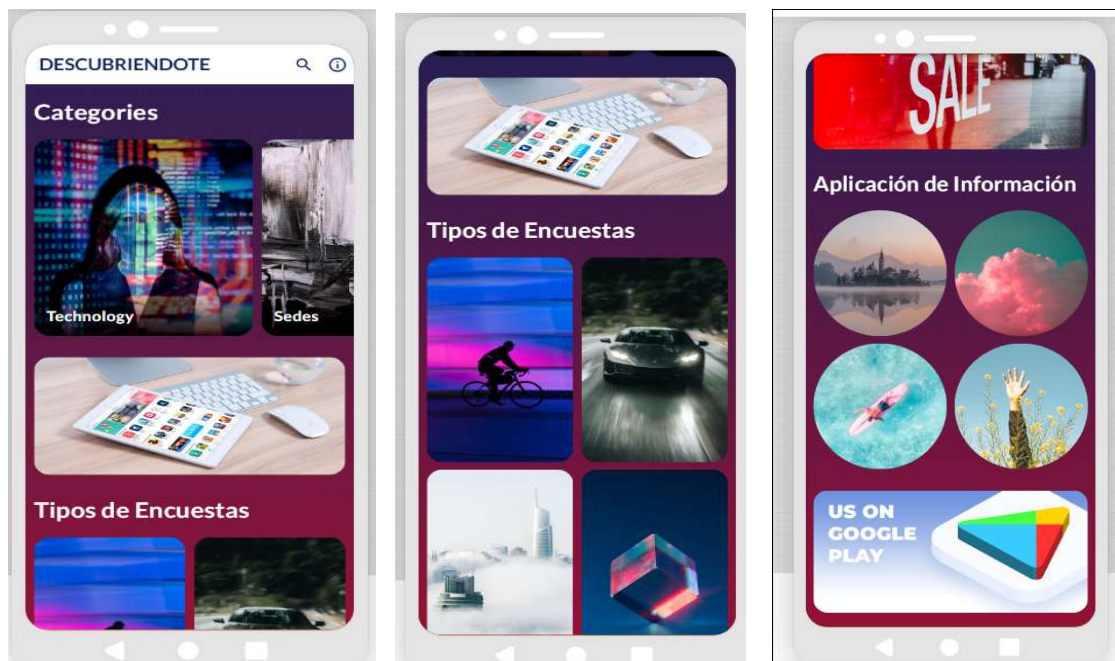 DESCUBRIENDOTE
Categories
Technology
Sedes
Tipos de Encuestas
Tipos de Encuestas
SALE
Aplicación de Información
US ON
GOOGLE
PLAY